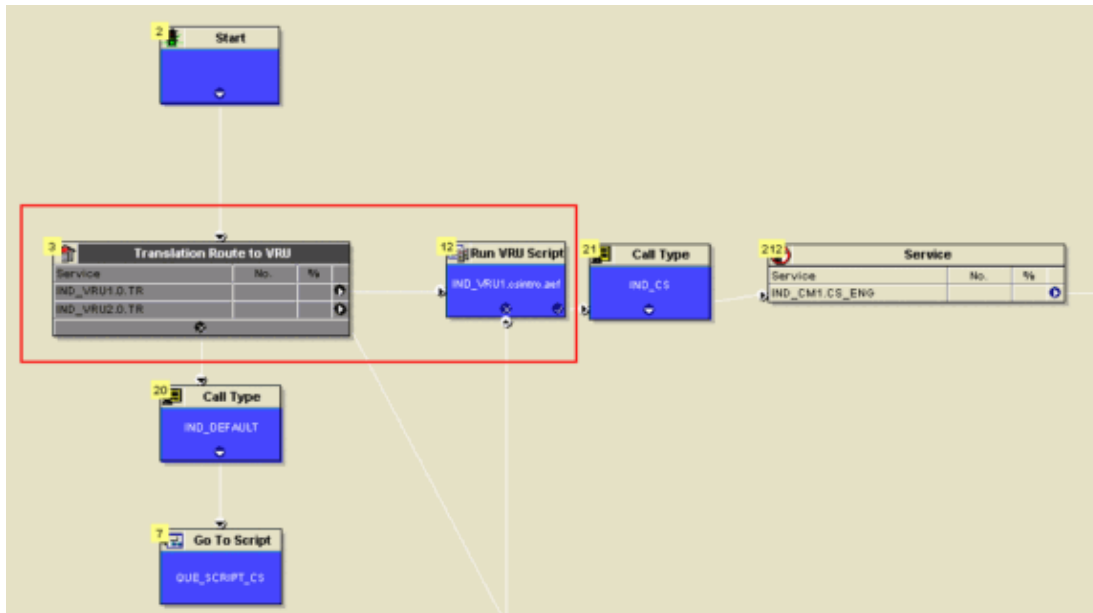 2
Start
3
Translation Route to VRU
Service No. %
IND_VRU1.0.TR
IND_VRU2.0.TR
12
Run VRU Script
IND_VRU1.csintro.aef
21
Call Type
IND_CS
212
Service
Service No. %
IND_CM1.CS_ENG
20
Call Type
IND_DEFAULT
7
Go To Script
QUE_SCRIPT_CS